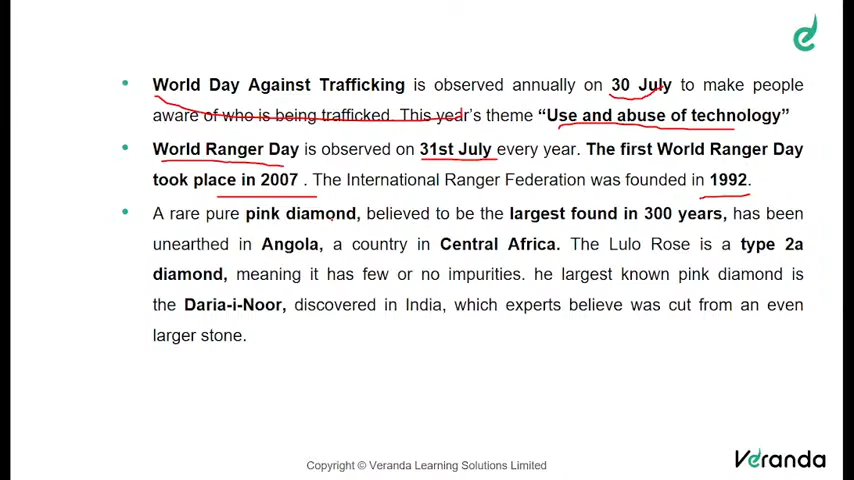 World Day Against Trafficking is observed annually on 30 July to make people
aware of who is being trafficked. This year's theme “Use and abuse of technology”
World Ranger Day is observed on 31st July every year. The first World Ranger Day
took place in 2007 . The International Ranger Federation was founded in 1992.
A rare pure pink diamond, believed to be the largest found in 300 years, has been
unearthed in Angola, a country in Central Africa. The Lulo Rose is a type 2a
diamond, meaning it has few or no impurities. he largest known pink diamond is
the Daria-i-Noor, discovered in India, which experts believe was cut from an even
larger stone.
Copyright © Veranda Learning Solutions Limited
Veranda